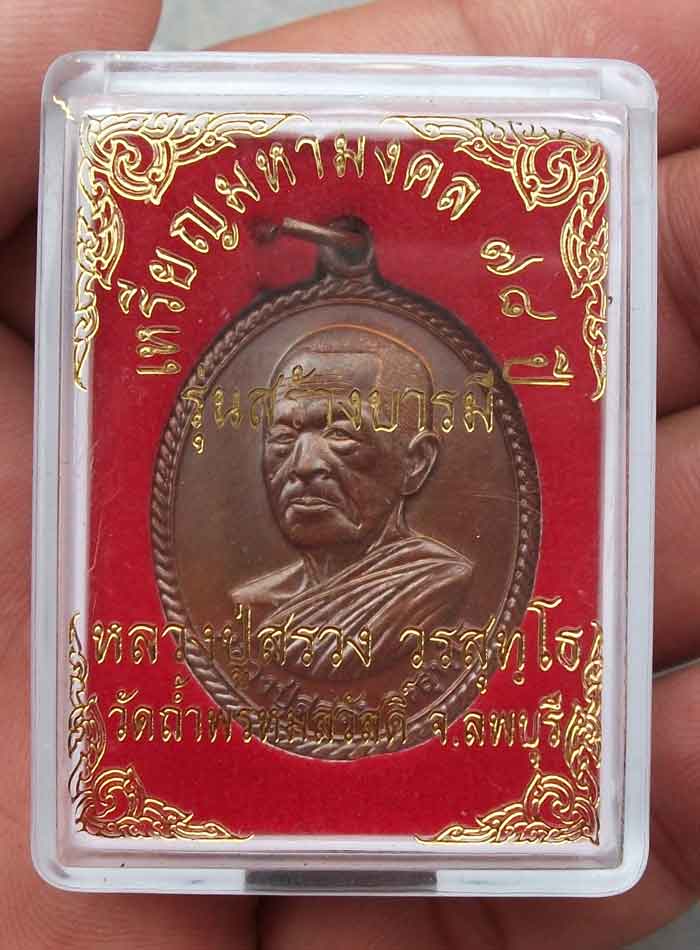 เหรียญมหามงคล ๘๔ ปี
รุ่นสร้างบารมี
หลวงปู่สรวง วรสุทฺโธ
วัดถ้ำพรหมสวัสดิ์ จ.ลพบุรี